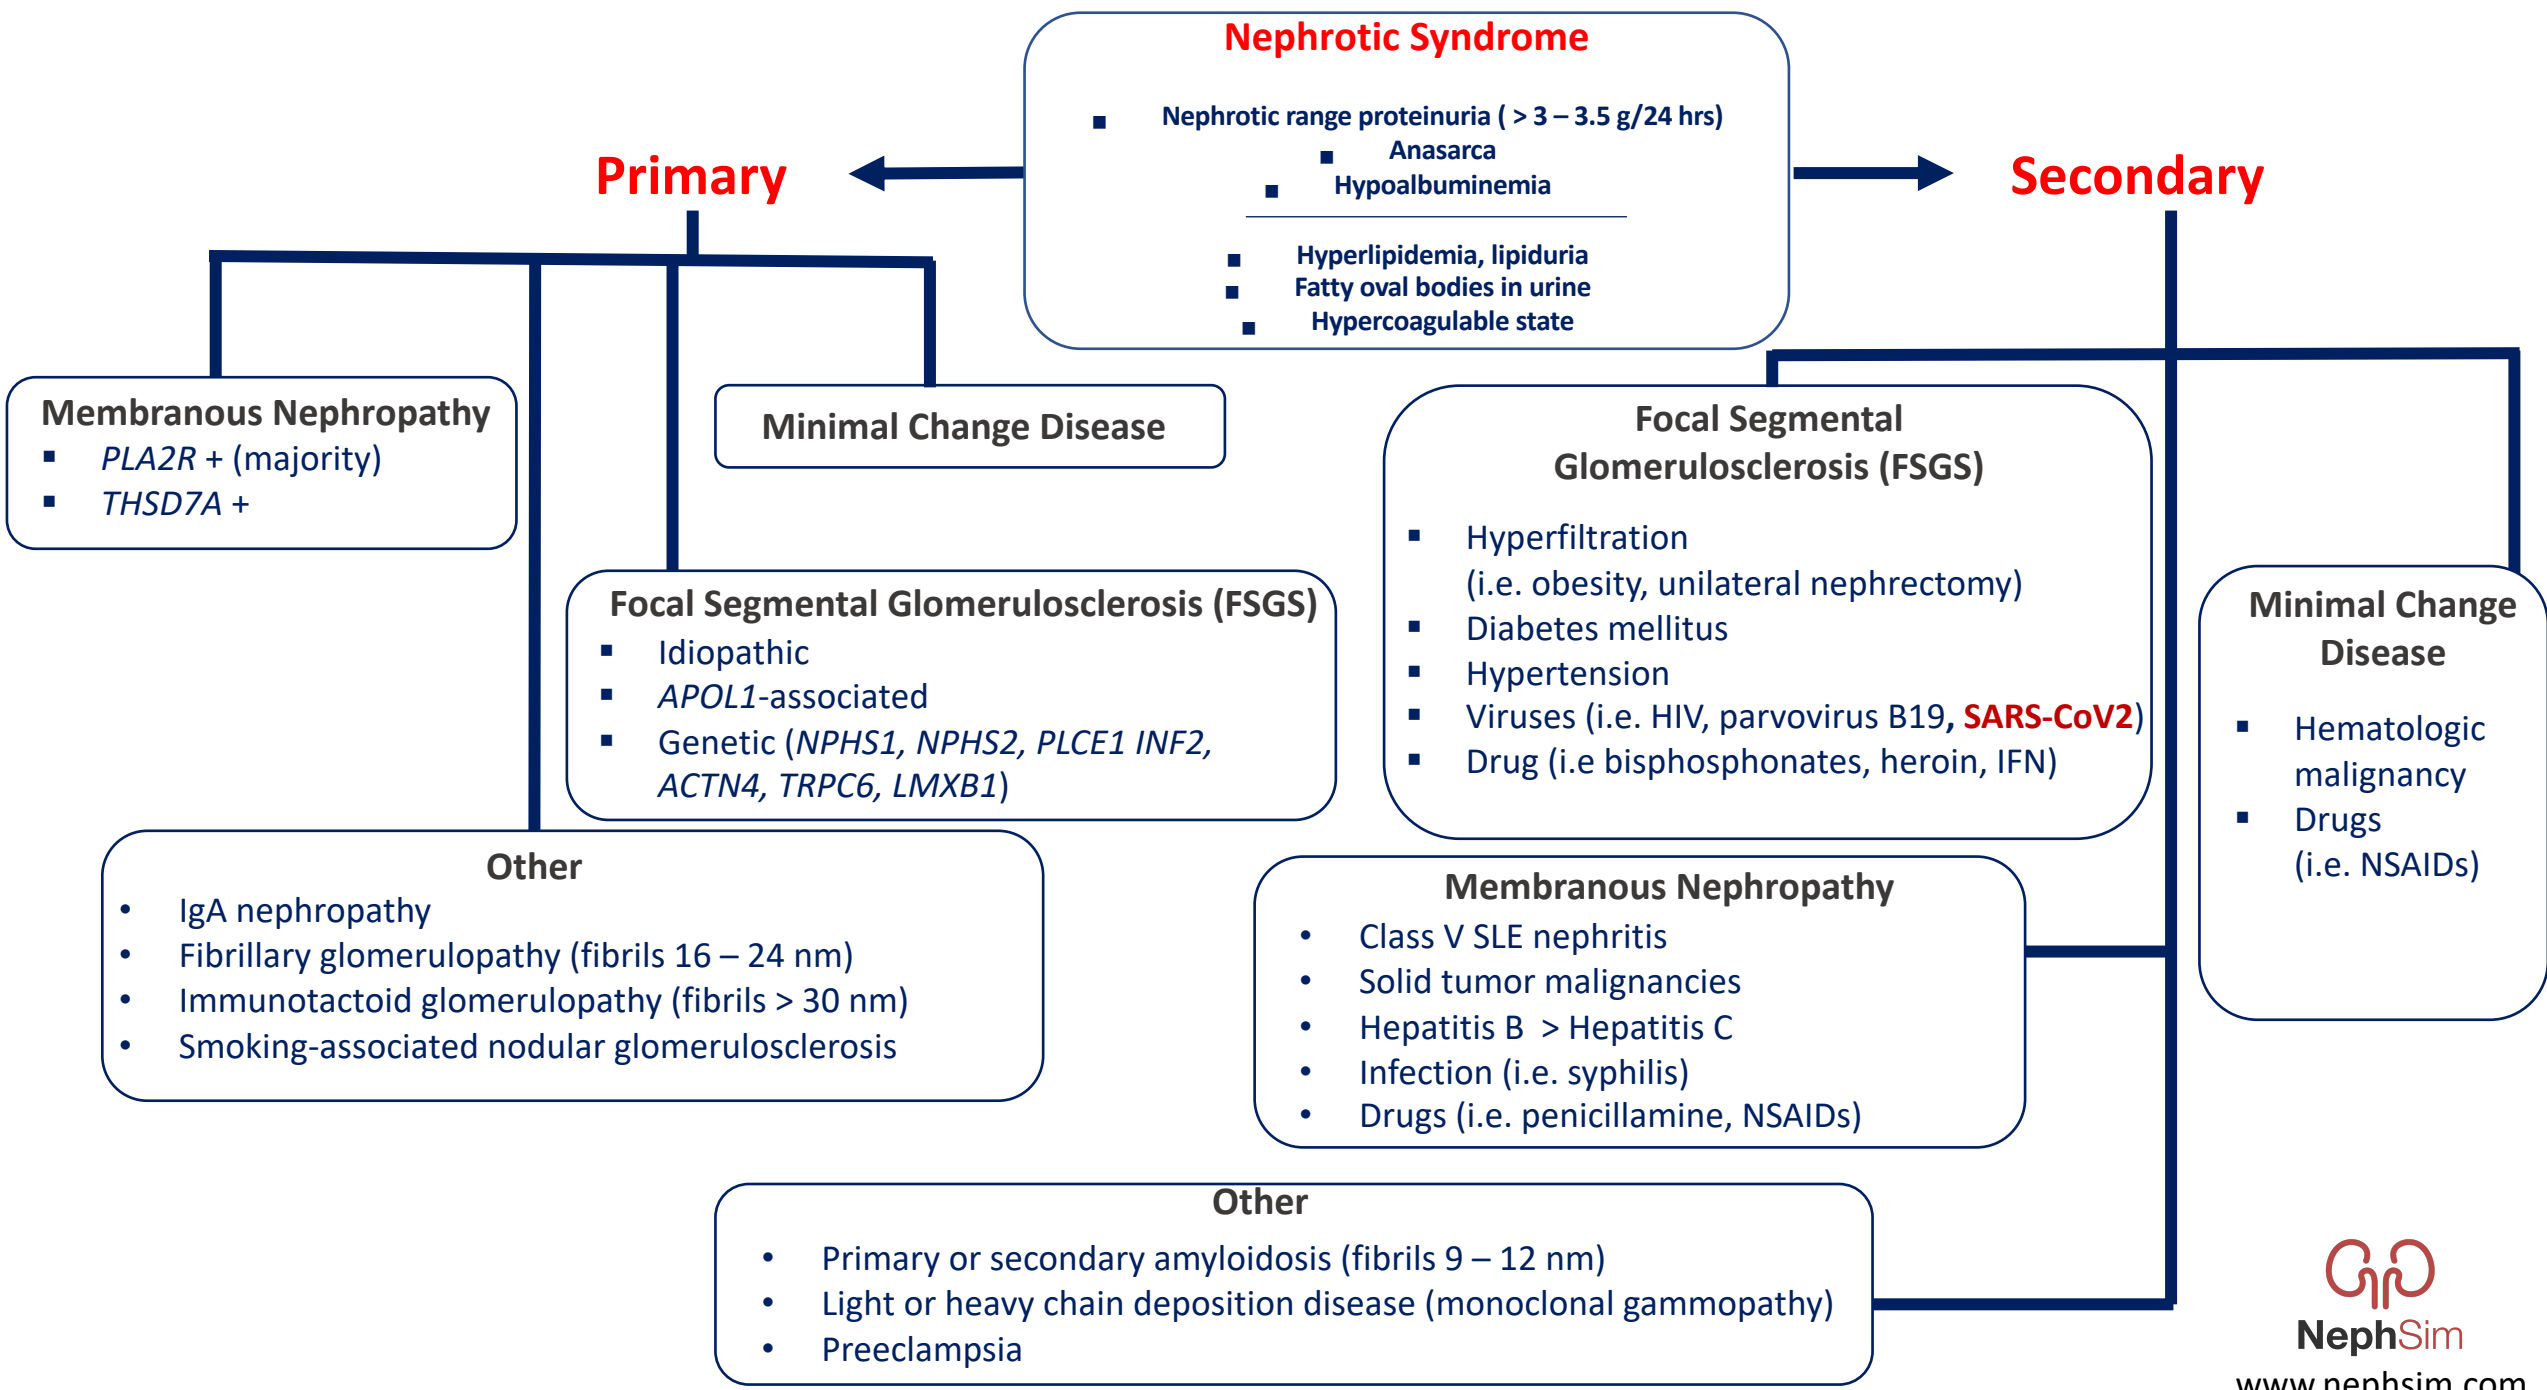 Nephrotic Syndrome
▪ Nephrotic range proteinuria ( > 3 – 3.5 g/24 hrs)
▪ Anasarca
▪ Hypoalbuminemia
▪ Hyperlipidemia, lipiduria
▪ Fatty oval bodies in urine
▪ Hypercoagulable state
Primary
Secondary
Membranous Nephropathy
▪ PLA2R + (majority)
▪ THSD7A +
Minimal Change Disease
Focal Segmental Glomerulosclerosis (FSGS)
▪ Idiopathic
▪ APOL1-associated
▪ Genetic (NPHS1, NPHS2, PLCE1 INF2,
ACTN4, TRPC6, LMXB1)
Other
• IgA nephropathy
• Fibrillary glomerulopathy (fibrils 16 – 24 nm)
• Immunotactoid glomerulopathy (fibrils > 30 nm)
• Smoking-associated nodular glomerulosclerosis
Focal Segmental
Glomerulosclerosis (FSGS)
▪ Hyperfiltration
(i.e. obesity, unilateral nephrectomy)
▪ Diabetes mellitus
▪ Hypertension
▪ Viruses (i.e. HIV, parvovirus B19, SARS-CoV2)
▪ Drug (i.e bisphosphonates, heroin, IFN)
Minimal Change
Disease
▪ Hematologic
malignancy
▪ Drugs
(i.e. NSAIDs)
Membranous Nephropathy
• Class V SLE nephritis
• Solid tumor malignancies
• Hepatitis B > Hepatitis C
• Infection (i.e. syphilis)
• Drugs (i.e. penicillamine, NSAIDs)
Other
• Primary or secondary amyloidosis (fibrils 9 – 12 nm)
• Light or heavy chain deposition disease (monoclonal gammopathy)
• Preeclampsia
NephSim
www.nephsim.com